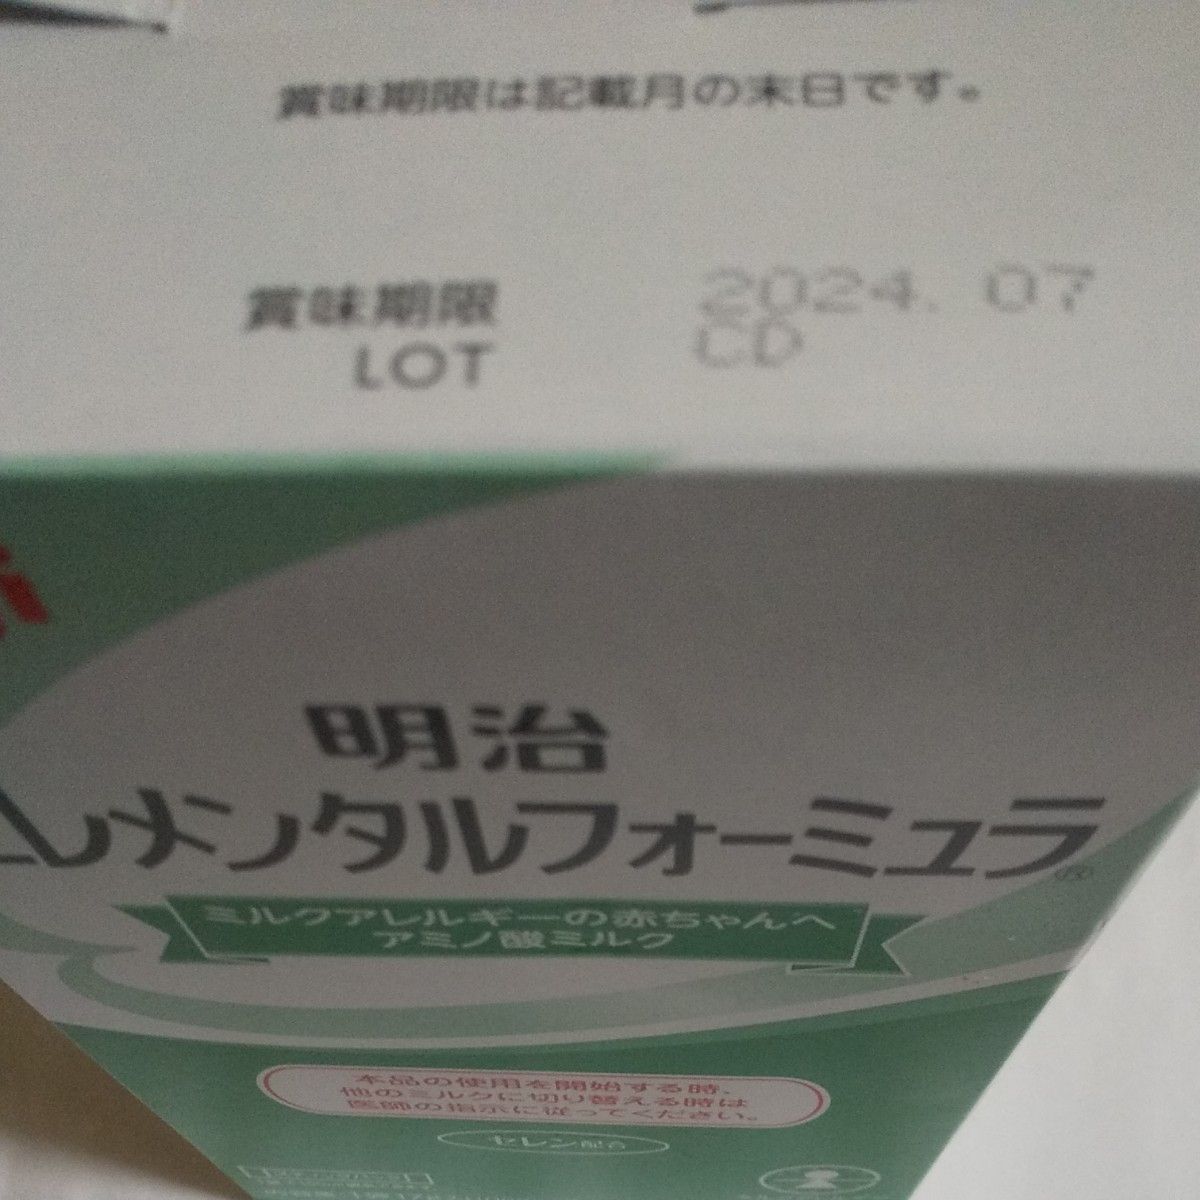 賞味期限は記載月の末日です。
賞味期限 2024. 07
LOT CD
明治
レメンタルフォーミュラ®
ミルクアレルギーの赤ちゃんへ
アミノ酸ミルク
本品の使用を開始する時、
他のミルクに切り替える時は
医師の指示に従ってください。
セレン配合